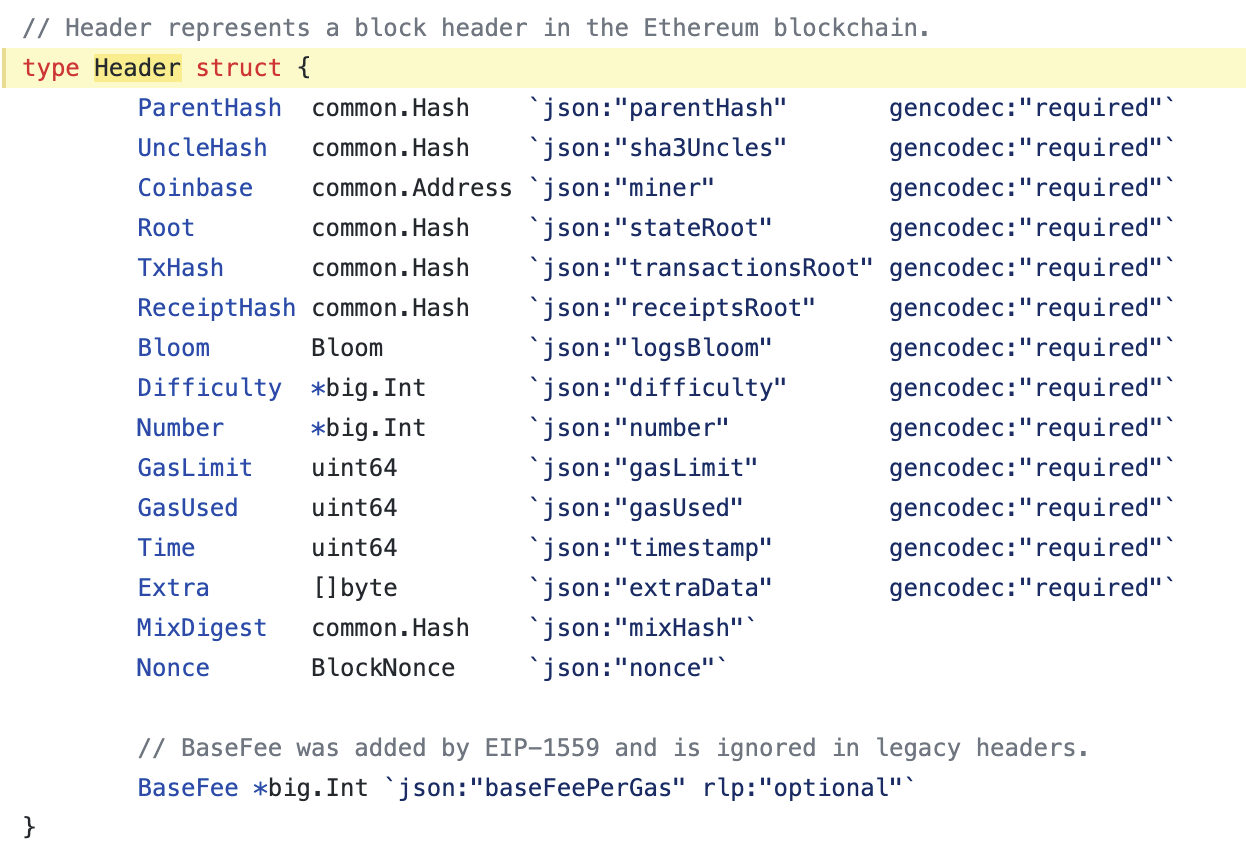 // Header represents a block header in the Ethereum blockchain.
type Header struct {
ParentHash common.Hash `json:"parentHash" gencodec:"required"`
UncleHash common.Hash `json:"sha3Uncles" gencodec:"required"`
Coinbase common.Address `json:"miner" gencodec:"required"`
Root common.Hash `json:"stateRoot" gencodec:"required"`
TxHash common.Hash `json:"transactionsRoot" gencodec:"required"`
ReceiptHash common.Hash `json:"receiptsRoot" gencodec:"required"`
Bloom Bloom `json:"logsBloom" gencodec:"required"`
Difficulty *big.Int `json:"difficulty" gencodec:"required"`
Number *big.Int `json:"number" gencodec:"required"`
GasLimit uint64 `json:"gasLimit" gencodec:"required"`
GasUsed uint64 `json:"gasUsed" gencodec:"required"`
Time uint64 `json:"timestamp" gencodec:"required"`
Extra []byte `json:"extraData" gencodec:"required"`
MixDigest common.Hash `json:"mixHash"`
Nonce BlockNonce `json:"nonce"`
// BaseFee was added by EIP-1559 and is ignored in legacy headers.
BaseFee *big.Int `json:"baseFeePerGas" rlp:"optional"`
}